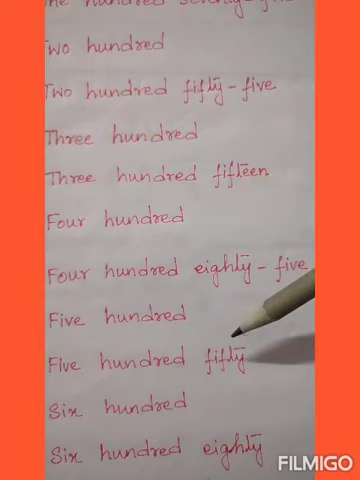 hundred
Two hundred
Two hundred fifty-five
Three hundred
Three hundred fifteen
Four hundred
Four hundred eighty-five
Five hundred
Five hundred fifty
Six hundred
Six hundred eighty
FILMIGO